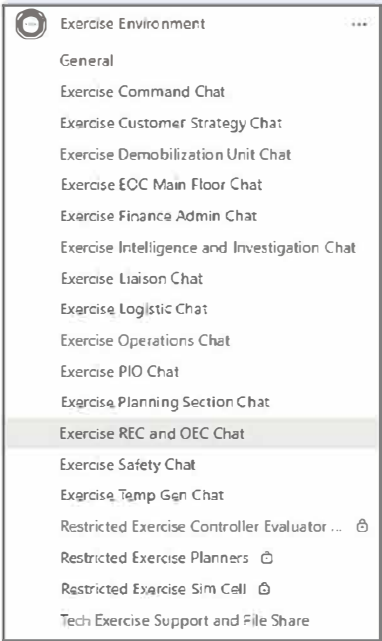 Exercise Environment
General
Exercise Command Chat
Exercise Customer Strategy Chat
Exercise Demobilization Unit Chat
Exercise EOC Main Floor Chat
Exercise Finance Admin Chat
Exercise Intelligence and Investigation Chat
Exercise Liaison Chat
Exercise Logistic Chat
Exercise Operations Chat
Exercise PIO Chat
Exercise Planning Section Chat
Exercise REC and OEC Chat
Exercise Safety Chat
Exercise Temp Gen Chat
Restricted Exercise Controller Evaluator ...
Restricted Exercise Planners
Restricted Exercise Sim Cell
Tech Exercise Support and File Share